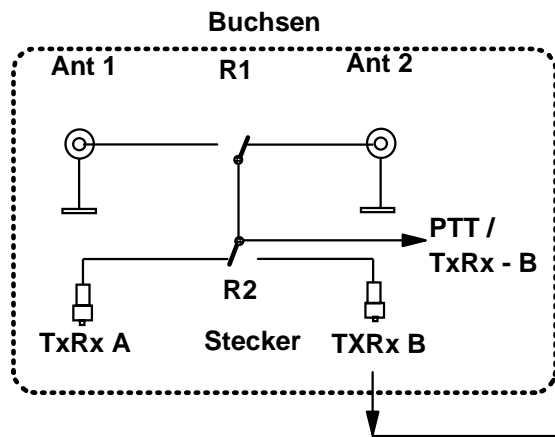 Buchsen
Ant 1
R1
Ant 2
PTT /
TxRx - B
R2
TxRx A
Stecker
TXRx B